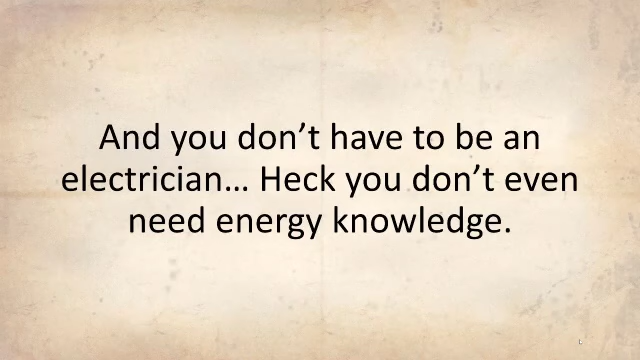 And you don’t have to be an
electrician… Heck you don’t even
need energy knowledge.